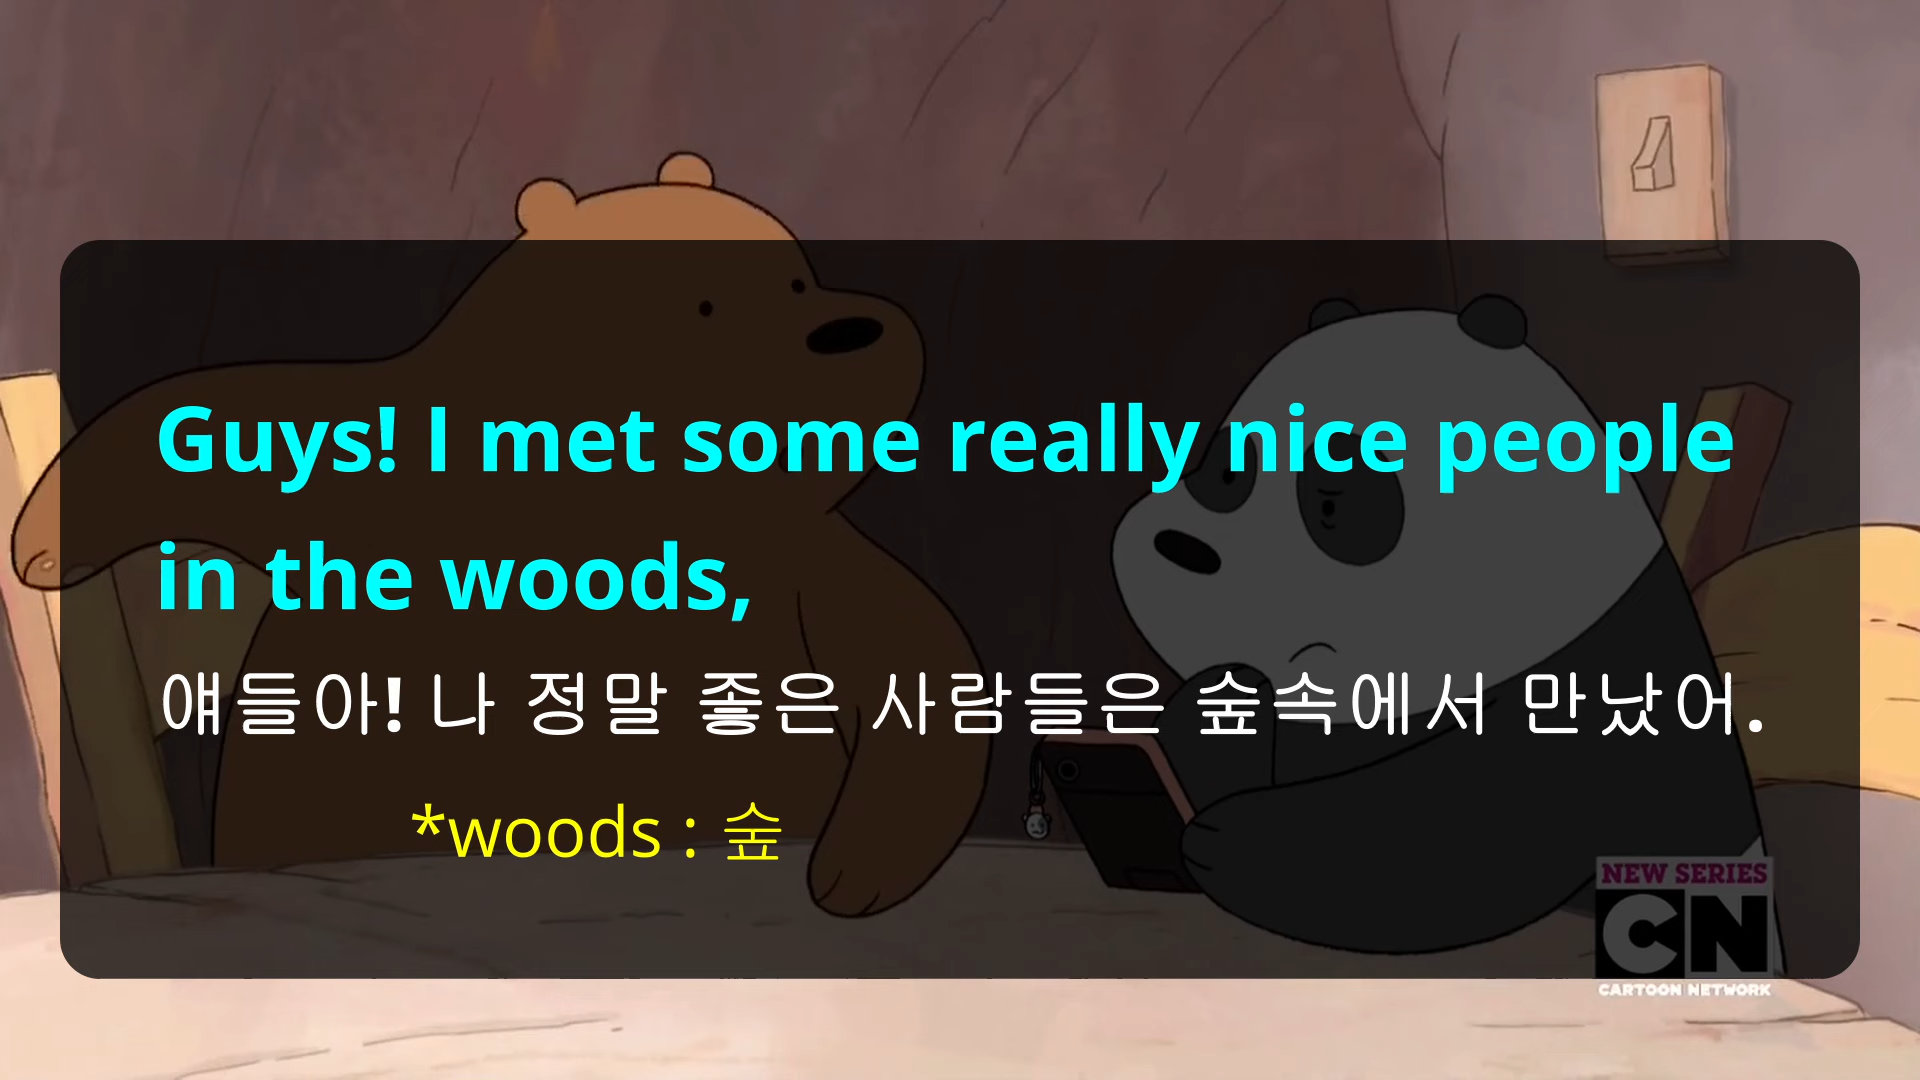 Guys! I met some really nice people
in the woods,
얘들아! 나 정말 좋은 사람들은 숲속에서 만났어.
*woods : 숲
NEW SERIES
CN
CARTOON NETWORK